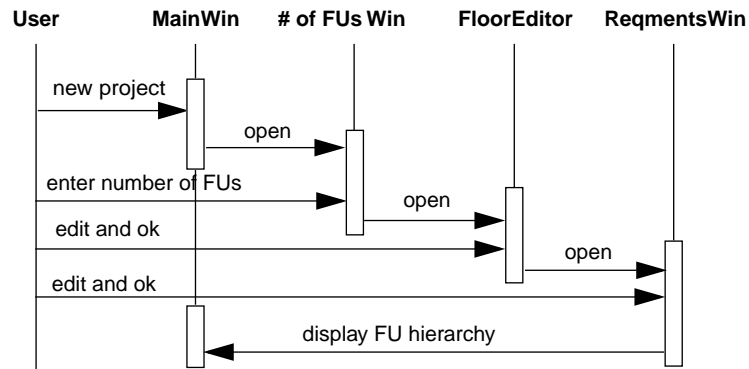 User MainWin # of FUs Win FloorEditor ReqmentsWin
new project
open
enter number of FUs
open
edit and ok
open
edit and ok
display FU hierarchy